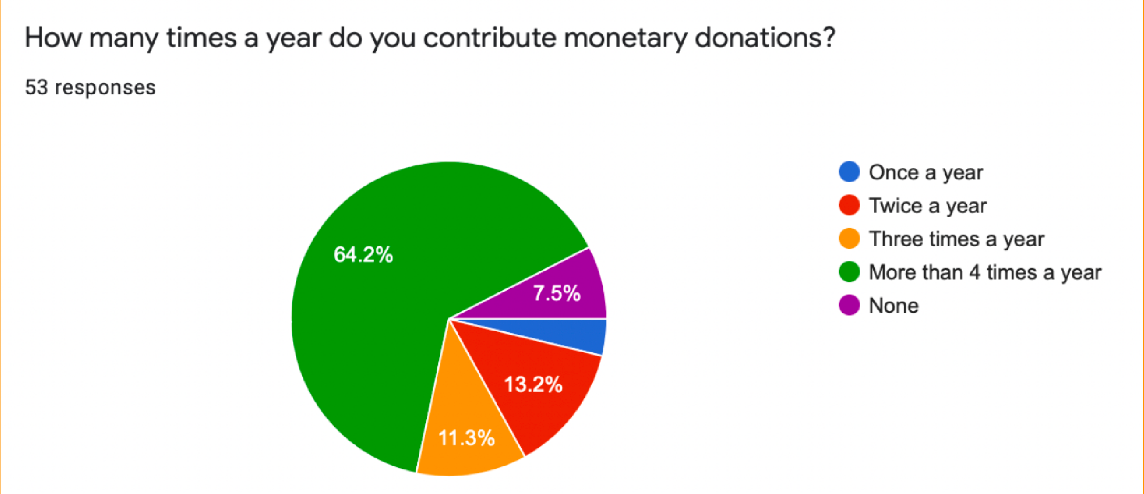 How many times a year do you contribute monetary donations?
53 responses
64.2%
7.5%
13.2%
11.3%
Once a year
Twice a year
Three times a year
More than 4 times a year
None